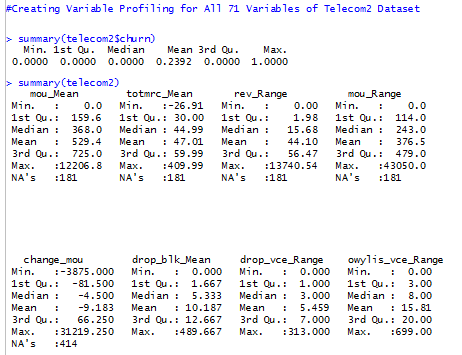 #Creating Variable Profiling for All 71 Variables of Telecom2 Dataset
> summary(telecom2$churn)
Min. 1st Qu. Median Mean 3rd Qu. Max.
0.0000 0.0000 0.0000 0.2392 0.0000 1.0000
> summary(telecom2)
mou_Mean totmrc_Mean rev_Range mou_Range
Min. : 0.0 Min. :-26.91 Min. : 0.00 Min. : 0.0
1st Qu.: 159.6 1st Qu.: 30.00 1st Qu.: 1.98 1st Qu.: 114.0
Median : 368.0 Median : 44.99 Median : 15.68 Median : 243.0
Mean : 529.4 Mean : 47.01 Mean : 44.10 Mean : 376.5
3rd Qu.: 725.0 3rd Qu.: 59.99 3rd Qu.: 56.47 3rd Qu.: 479.0
Max. :12206.8 Max. :409.99 Max. :13740.54 Max. :43050.0
NA's :181 NA's :181 NA's :181 NA's :181
change_mou drop_blk_Mean drop_vce_Range owylis_vce_Range
Min. :-3875.000 Min. : 0.000 Min. : 0.000 Min. : 0.00
1st Qu.: -81.500 1st Qu.: 1.667 1st Qu.: 1.000 1st Qu.: 3.00
Median : -4.500 Median : 5.333 Median : 3.000 Median : 8.00
Mean : -9.183 Mean : 10.187 Mean : 5.459 Mean : 15.81
3rd Qu.: 66.250 3rd Qu.: 12.667 3rd Qu.: 7.000 3rd Qu.: 20.00
Max. :31219.250 Max. :489.667 Max. :313.000 Max. :699.00
NA's :414